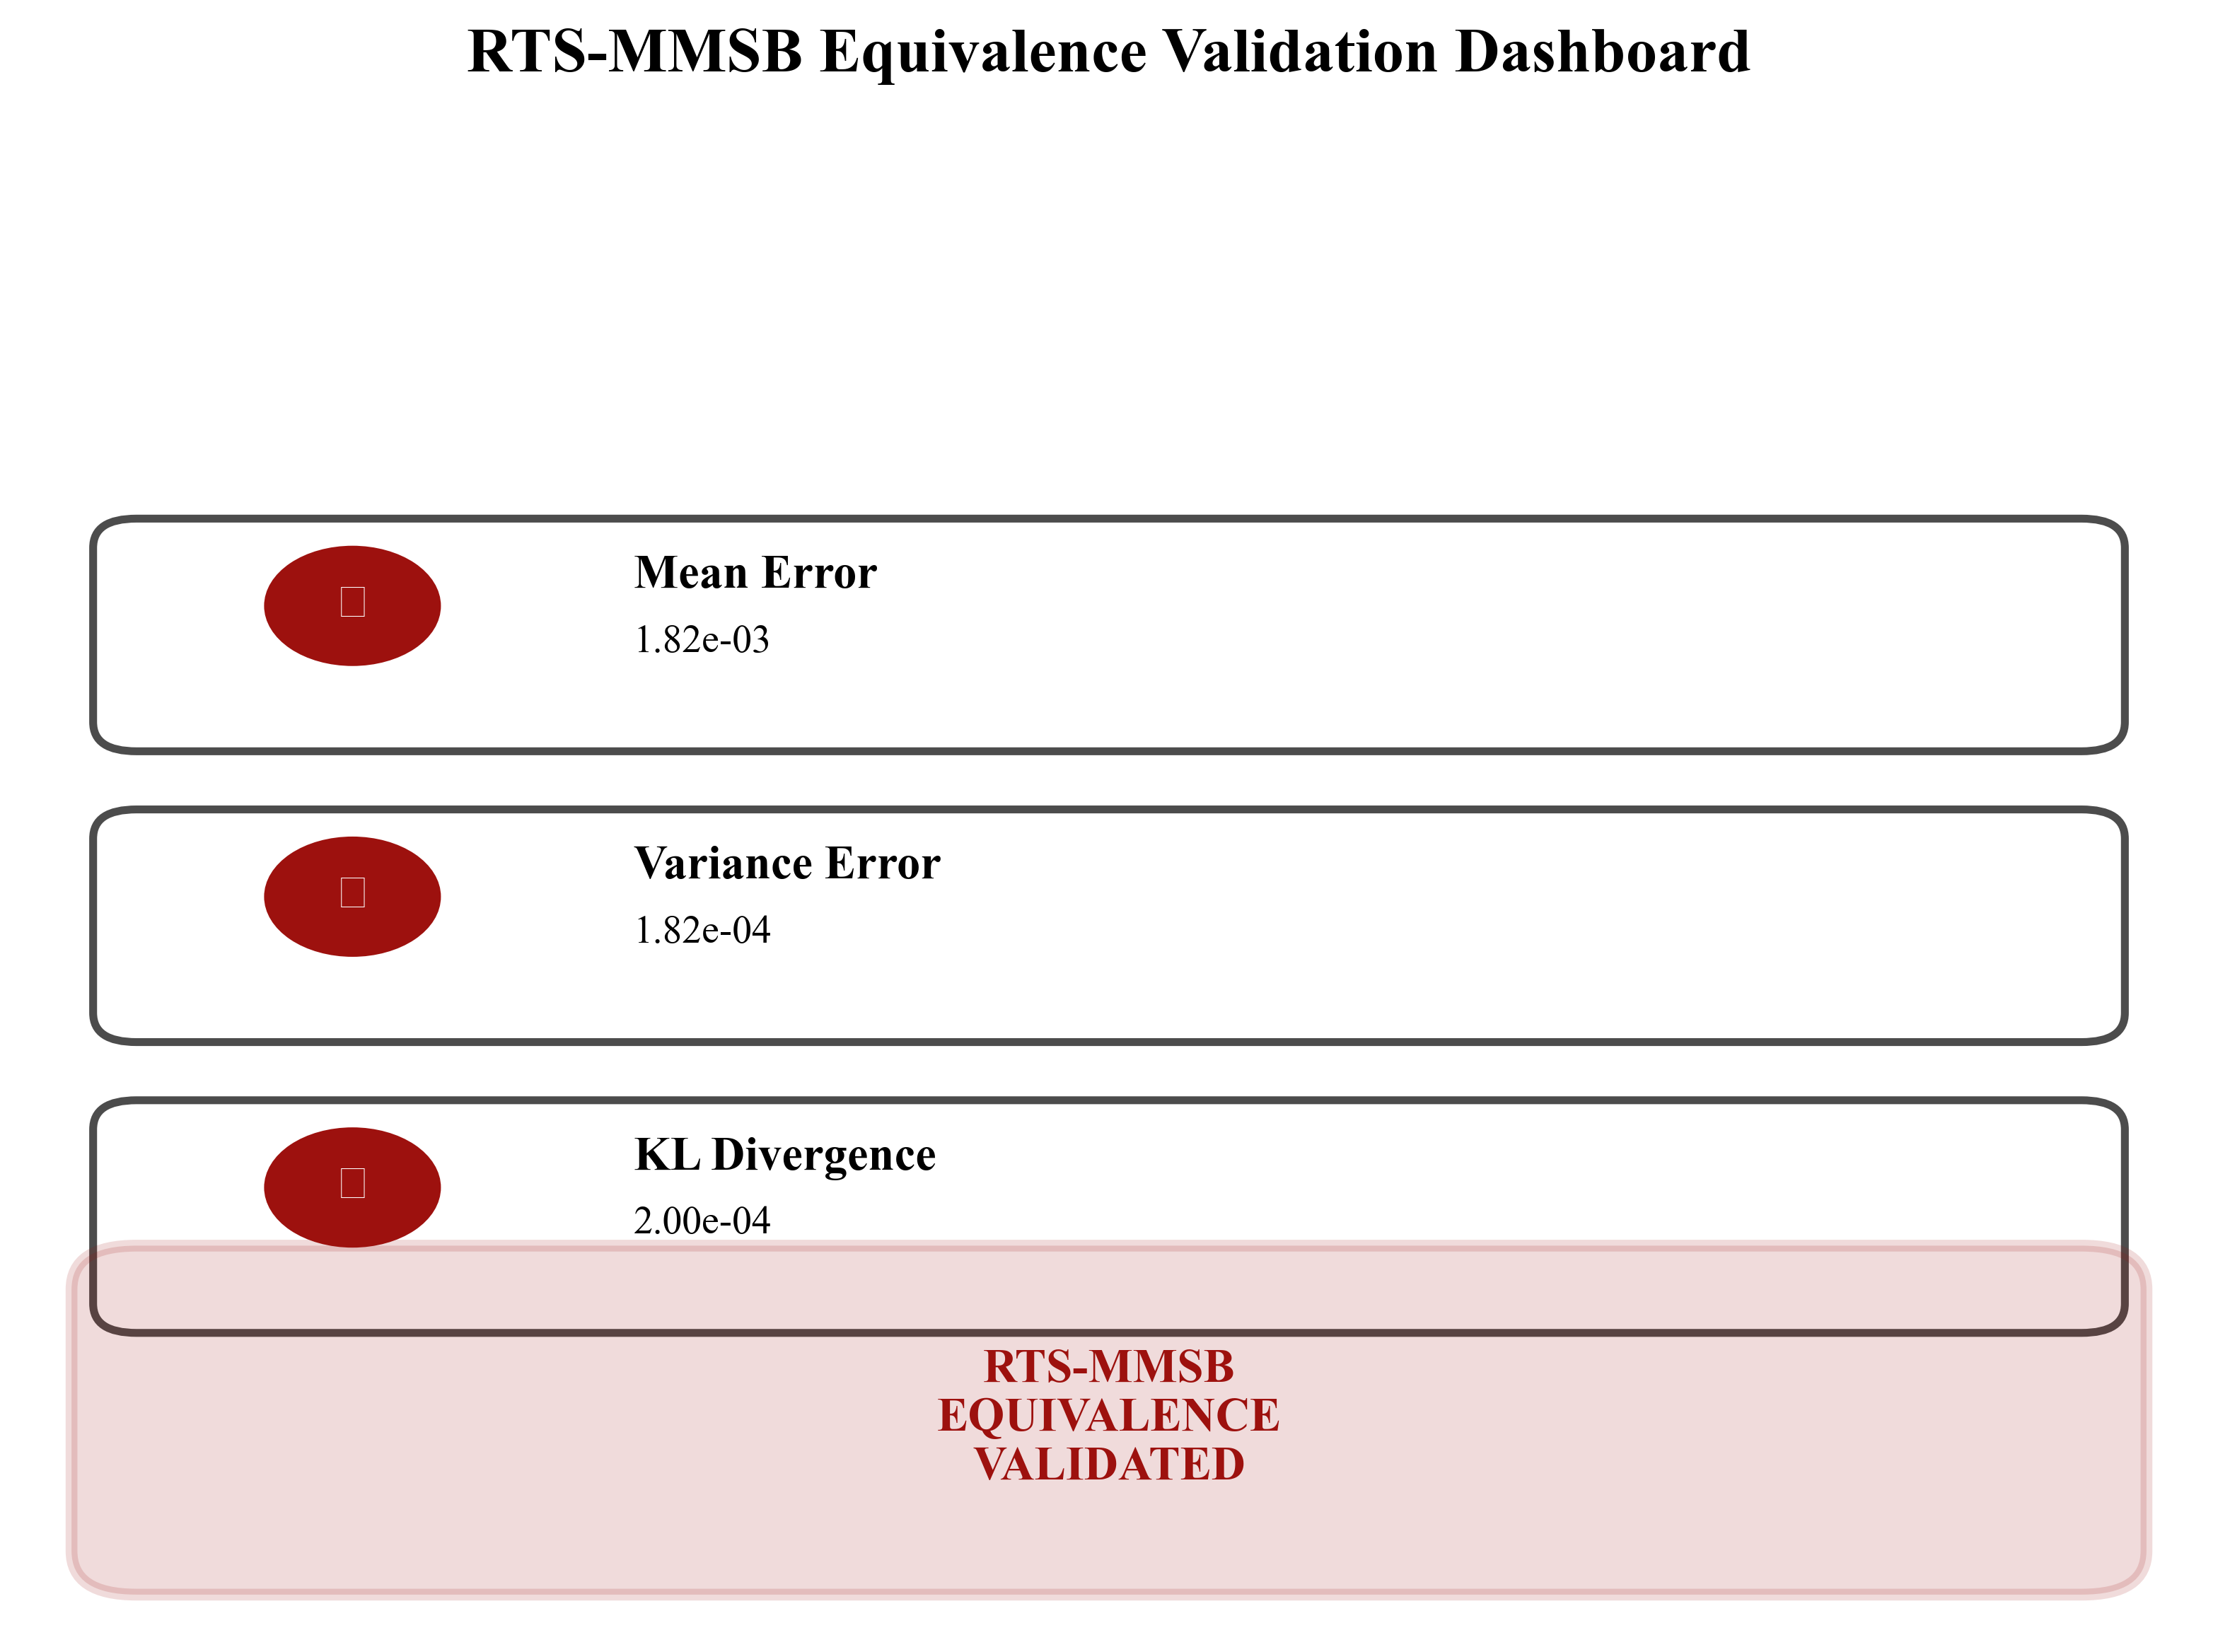 RTS-MMSB Equivalence Validation Dashboard
Mean Error
1.82e-03
Variance Error
1.82e-04
KL Divergence
2.00e-04
RTS-MMSB
EQUIVALENCE
VALIDATED